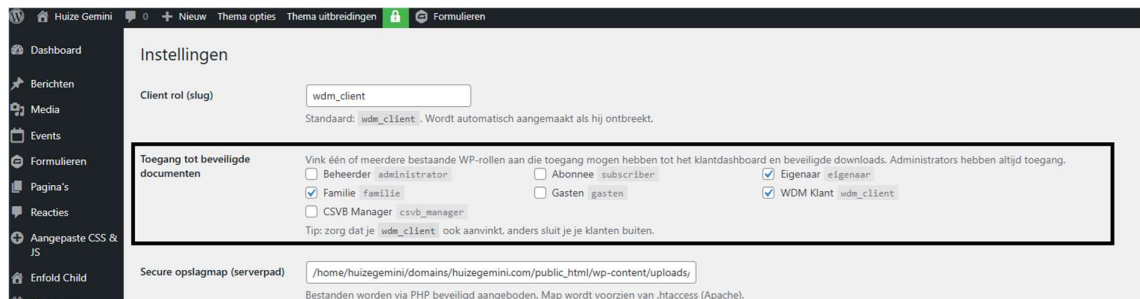 Huize Gemini 0 Nieuw Thema opties Thema uitbreidingen Formulieren
Dashboard
Berichten
Media
Events
Formulieren
Pagina's
Reacties
Aangepaste CSS & JS
Enfold Child
Instellingen
Client rol (slug)
wdm_client
Standaard: wdm_client . Wordt automatisch aangemaakt als hij ontbreekt.
Toegang tot beveiligde documenten
Vink één of meerdere bestaande WP-rollen aan die toegang mogen hebben tot het klantdashboard en beveiligde downloads. Administrators hebben altijd toegang.
Beheerder administrator Abonnee subscriber Eigenaar eigenaar
Familie familie Gasten gasten WDM Klant wdm_client
CSVB Manager csvb_manager
Tip: zorg dat je wdm_client ook aanvinkt, anders sluit je je klanten buiten.
Secure opslagmap (serverpad)
/home/huizegemini/domains/huizegemini.com/public_html/wp-content/uploads/
Bestanden worden via PHP beveiligd aangeboden. Map wordt voorzien van .htaccess (Apache).